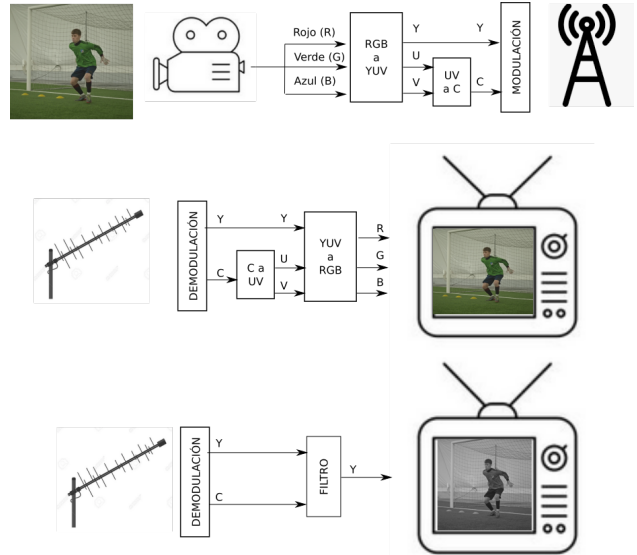 Rojo (R)
Verde (G)
Azul (B)
RGB
a
YUV
Y
Y
U
V
UV
a C
C
MODULACIÓN
DEMODULACIÓN
Y
Y
C
C a
UV
U
V
YUV
a
RGB
R
G
B
DEMODULACIÓN
Y
C
FILTRO
Y